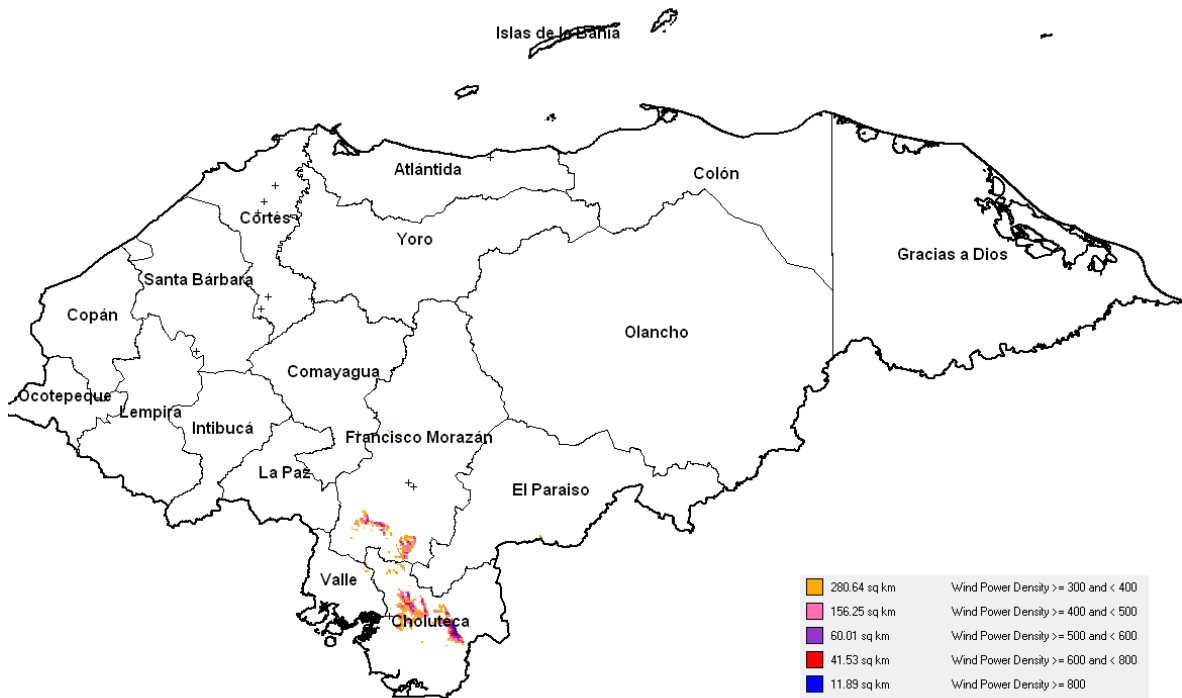 Islas de la Bahía
Atlántida
Colón
Cortés
Yoro
Gracias a Dios
Santa Bárbara
Copán
Olancho
Comayagua
Ocotepeque
Lempira
Intibucá
Francisco Morazán
La Paz
El Paraiso
Valle
Choluteca
280.64 sq km Wind Power Density >= 300 and < 400
156.25 sq km Wind Power Density >= 400 and < 500
60.01 sq km Wind Power Density >= 500 and < 600
41.53 sq km Wind Power Density >= 600 and < 800
11.89 sq km Wind Power Density >= 800